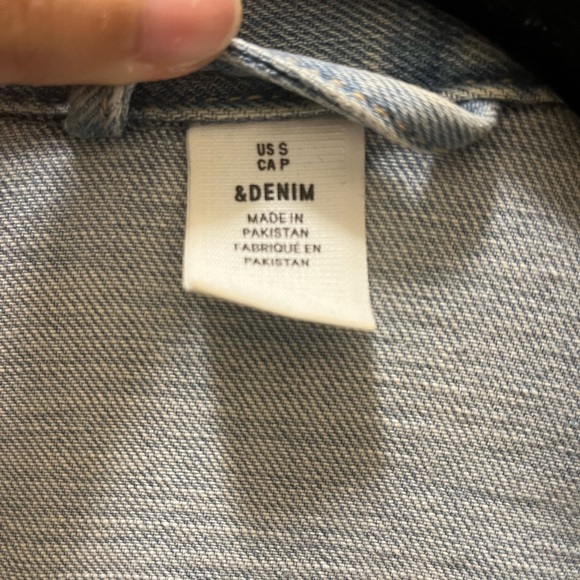 US S
CA P
&DENIM
MADE IN
PAKISTAN
FABRIQUÉ EN
PAKISTAN